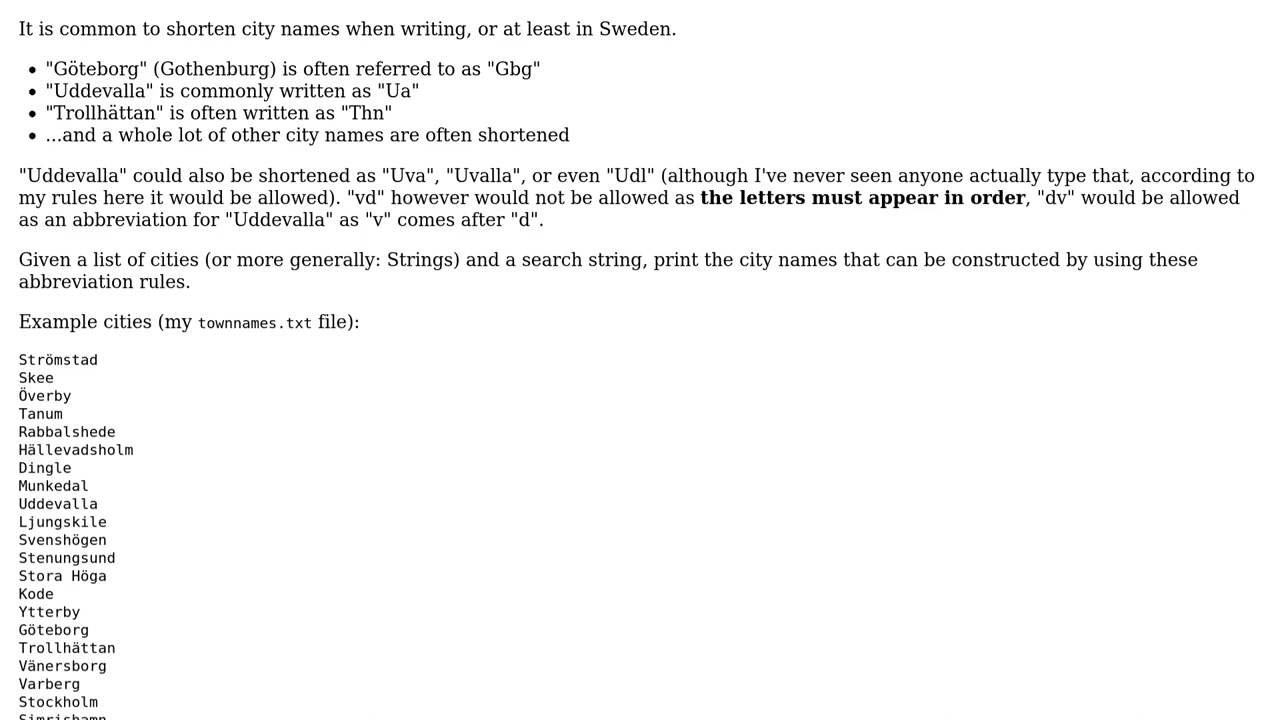 It is common to shorten city names when writing, or at least in Sweden.
• "Göteborg" (Gothenburg) is often referred to as "Gbg"
• "Uddevalla" is commonly written as "Ua"
• "Trollhättan" is often written as "Thn"
• ...and a whole lot of other city names are often shortened
"Uddevalla" could also be shortened as "Uva", "Uvalla", or even "Udl" (although I've never seen anyone actually type that, according to
my rules here it would be allowed). "vd" however would not be allowed as the letters must appear in order, "dv" would be allowed
as an abbreviation for "Uddevalla" as "v" comes after "d".
Given a list of cities (or more generally: Strings) and a search string, print the city names that can be constructed by using these
abbreviation rules.
Example cities (my townnames.txt file):
Strömstad
Skee
Överby
Tanum
Rabbalshede
Hällevadsholm
Dingle
Munkedal
Uddevalla
Ljungskile
Svenshögen
Stenungsund
Stora Höga
Kode
Ytterby
Göteborg
Trollhättan
Vänersborg
Varberg
Stockholm
Simrishamn